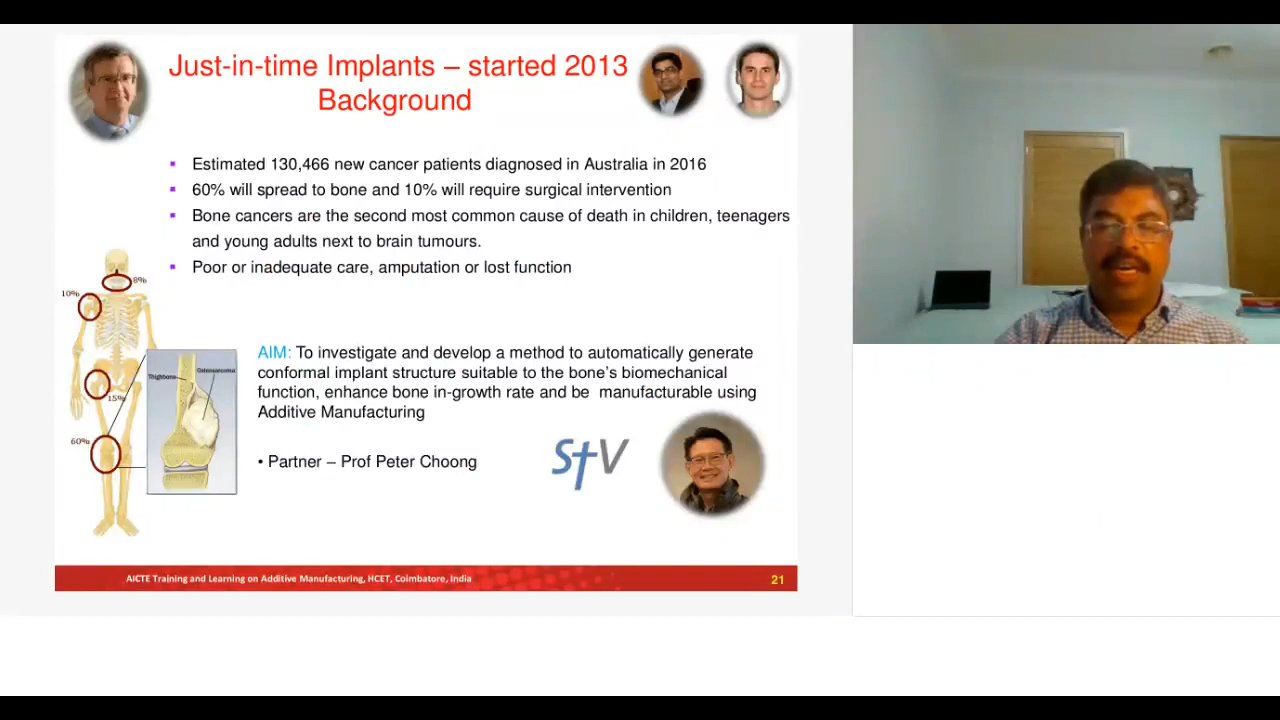 Just-in-time Implants – started 2013
Background
▪ Estimated 130,466 new cancer patients diagnosed in Australia in 2016
▪ 60% will spread to bone and 10% will require surgical intervention
▪ Bone cancers are the second most common cause of death in children, teenagers
and young adults next to brain tumours.
▪ Poor or inadequate care, amputation or lost function
8%
10%
15%
60%
Thighbone
Osteosarcoma
AIM: To investigate and develop a method to automatically generate
conformal implant structure suitable to the bone's biomechanical
function, enhance bone in-growth rate and be manufacturable using
Additive Manufacturing
• Partner – Prof Peter Choong
StV
AICTE Training and Learning on Additive Manufacturing, HCET, Coimbatore, India
21